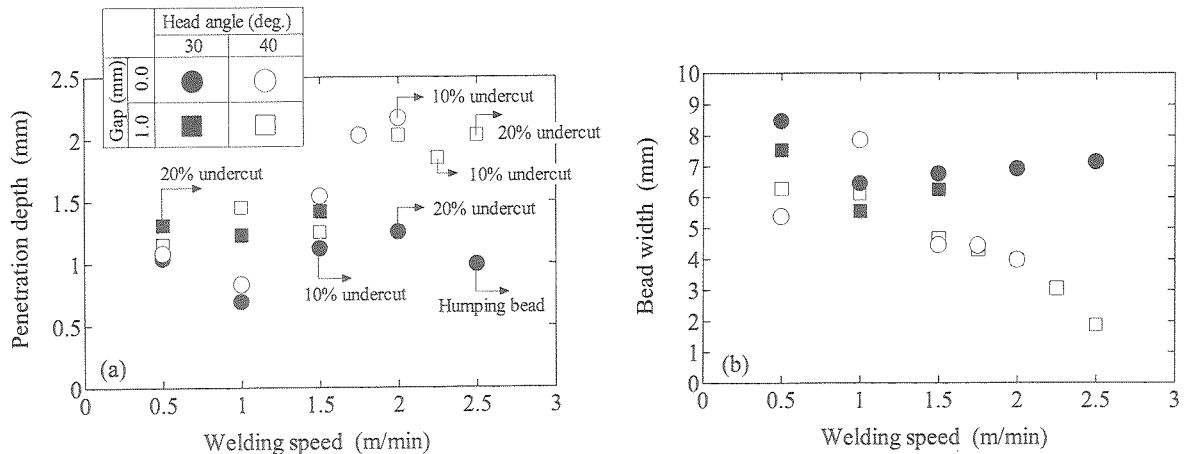 Head angle (deg.)
30 40
Gap (mm)
0.0
1.0
Penetration depth (mm)
2.5
2
1.5
1
0.5
0
10% undercut
20% undercut
10% undercut
20% undercut
20% undercut
10% undercut
Humping bead
(a)
0 0.5 1 1.5 2 2.5 3
Welding speed (m/min)
Bead width (mm)
10
9
8
7
6
5
4
3
2
1
0
(b)
0 0.5 1 1.5 2 2.5 3
Welding speed (m/min)